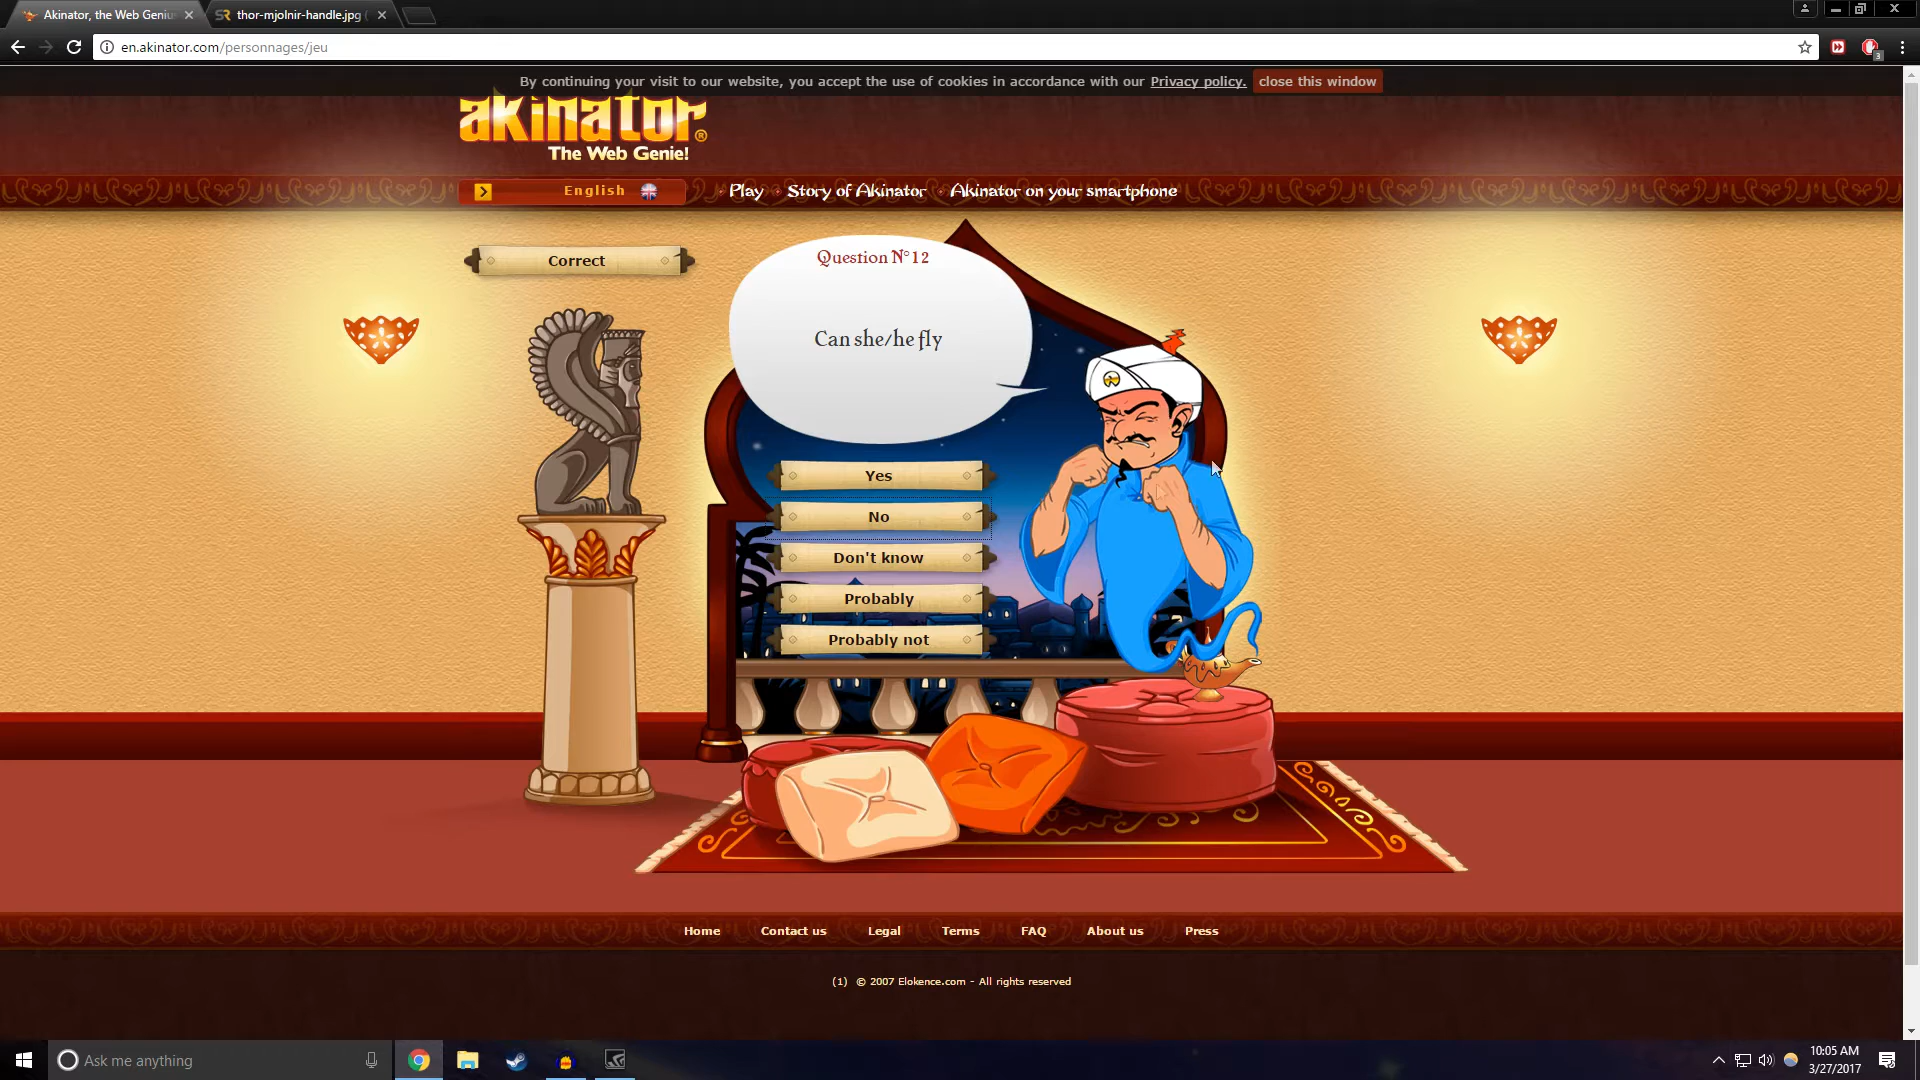 Akinator, the Web Genius
thor-mjolnir-handle.jpg (
en.akinator.com/personnages/jeu
3
By continuing your visit to our website, you accept the use of cookies in accordance with our Privacy policy. close this window
akinator®
The Web Genie!
English
Play
Story of Akinator
Akinator on your smartphone
Correct
Question N°12
Can she/he fly
Yes
No
Don't know
Probably
Probably not
Home
Contact us
Legal
Terms
FAQ
About us
Press
(1) © 2007 Elokence.com - All rights reserved
Ask me anything
10:05 AM
3/27/2017